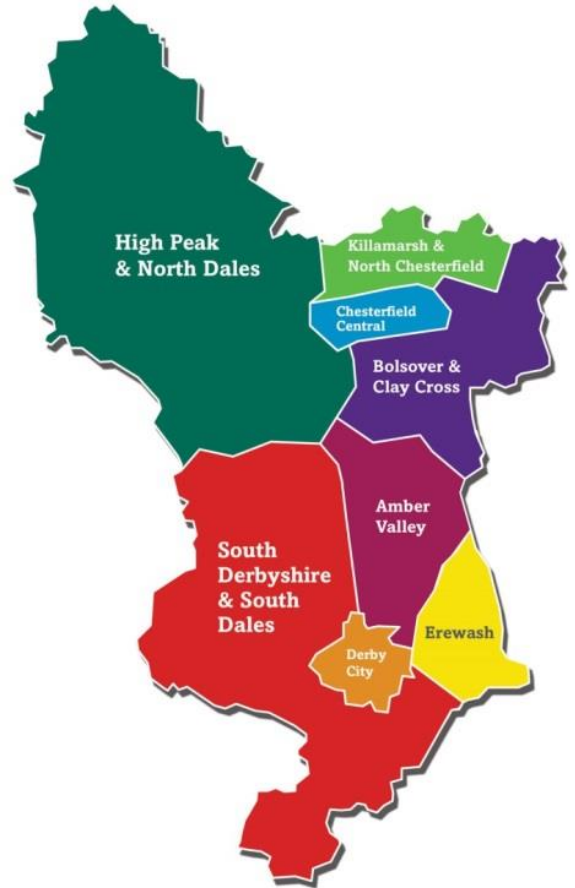 High Peak
& North Dales
Killamarsh &
North Chesterfield
Chesterfield
Central
Bolsover &
Clay Cross
Amber
Valley
South
Derbyshire
& South
Dales
Erewash
Derby
City